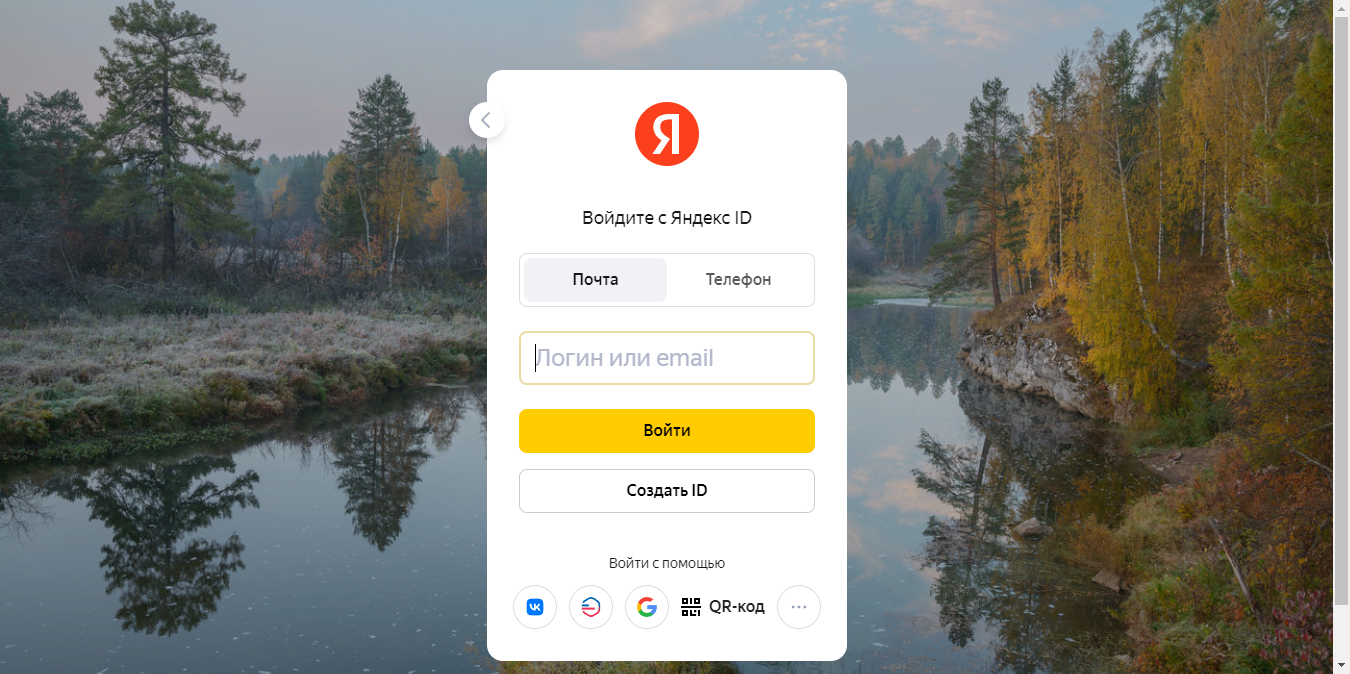 Я
Войдите с Яндекс ID
Почта Телефон
Логин или email
Войти
Создать ID
Войти с помощью
QR-код